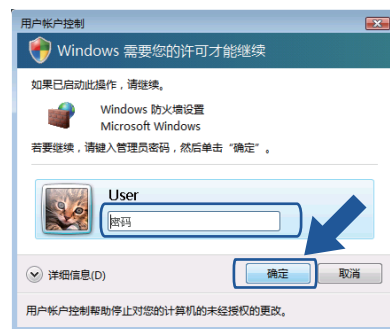 用户帐户控制
Windows 需要您的许可才能继续
如果已启动此操作，请继续。
Windows 防火墙设置
Microsoft Windows
若要继续，请键入管理员密码，然后单击“确定”。
User
密码
详细信息(D)
确定
取消
用户帐户控制帮助停止对您的计算机的未经授权的更改。